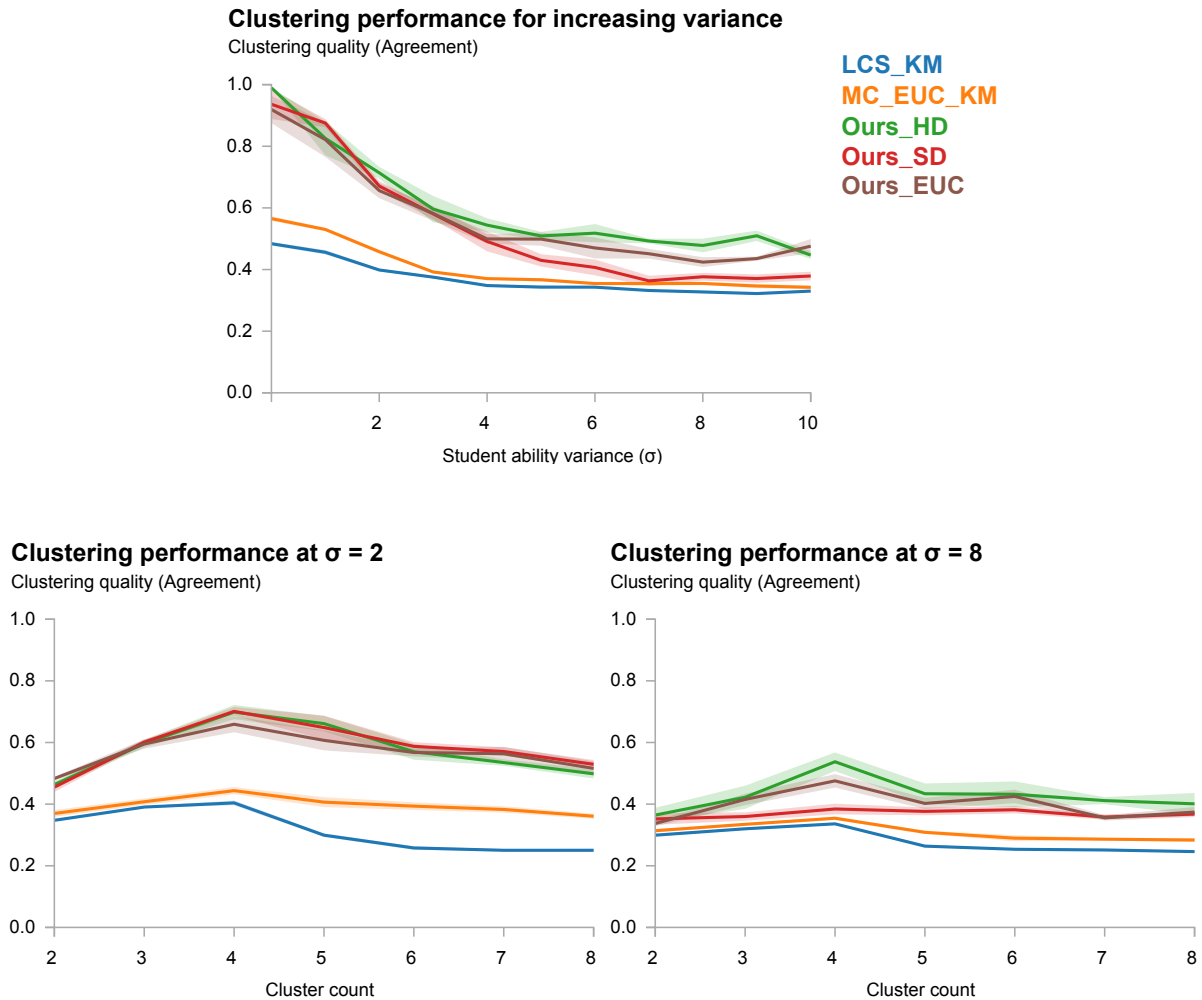 Clustering performance for increasing variance
Clustering quality (Agreement)
LCS_KM
MC_EUC_KM
Ours_HD
Ours_SD
Ours_EUC
1.0
0.8
0.6
0.4
0.2
0.0
2 4 6 8 10
Student ability variance (σ)
Clustering performance at σ = 2
Clustering quality (Agreement)
1.0
0.8
0.6
0.4
0.2
0.0
2 3 4 5 6 7 8
Cluster count
Clustering performance at σ = 8
Clustering quality (Agreement)
1.0
0.8
0.6
0.4
0.2
0.0
2 3 4 5 6 7 8
Cluster count